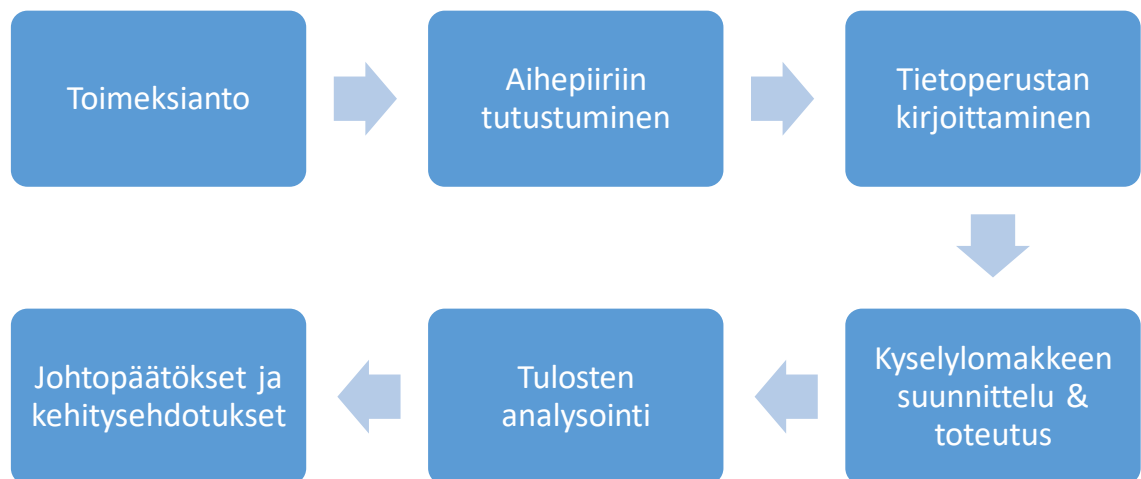 Toimeksianto
Aihepiiriin
tutustuminen
Tietoperustan
kirjoittaminen
Kyselylomakkeen
suunnittelu &
toteutus
Tulosten
analysointi
Johtopäätökset ja
kehitysehdotukset